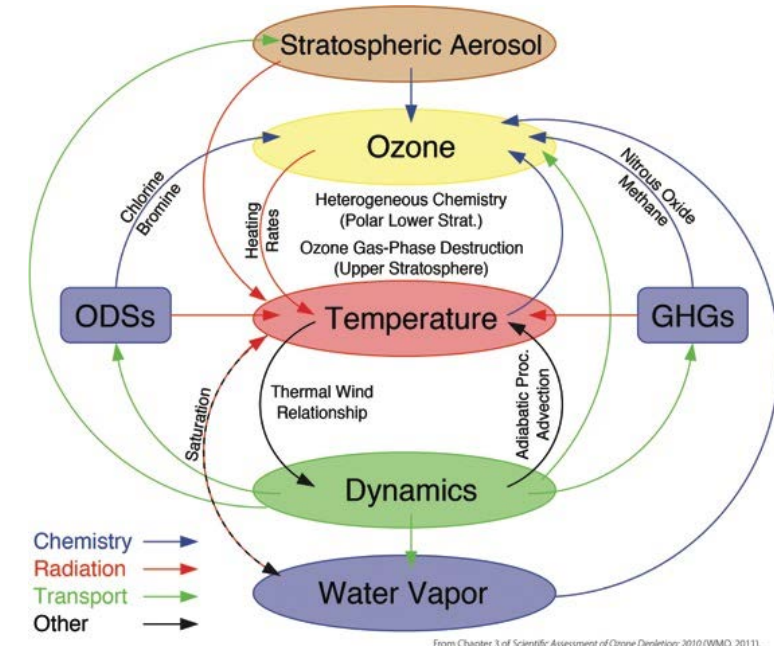 Stratospheric Aerosol
Ozone
Chlorine
Bromine
Heating
Rates
Heterogeneous Chemistry
(Polar Lower Strat.)
Ozone Gas-Phase Destruction
(Upper Stratosphere)
Nitrous Oxide
Methane
ODSs
Temperature
GHGs
Saturation
Thermal Wind
Relationship
Adiabatic Proc.
Advection
Dynamics
Chemistry
Radiation
Transport
Other
Water Vapor
From Chapter 3 of Scientific Assessment of Ozone Depletion: 2010 (WMO, 2011).